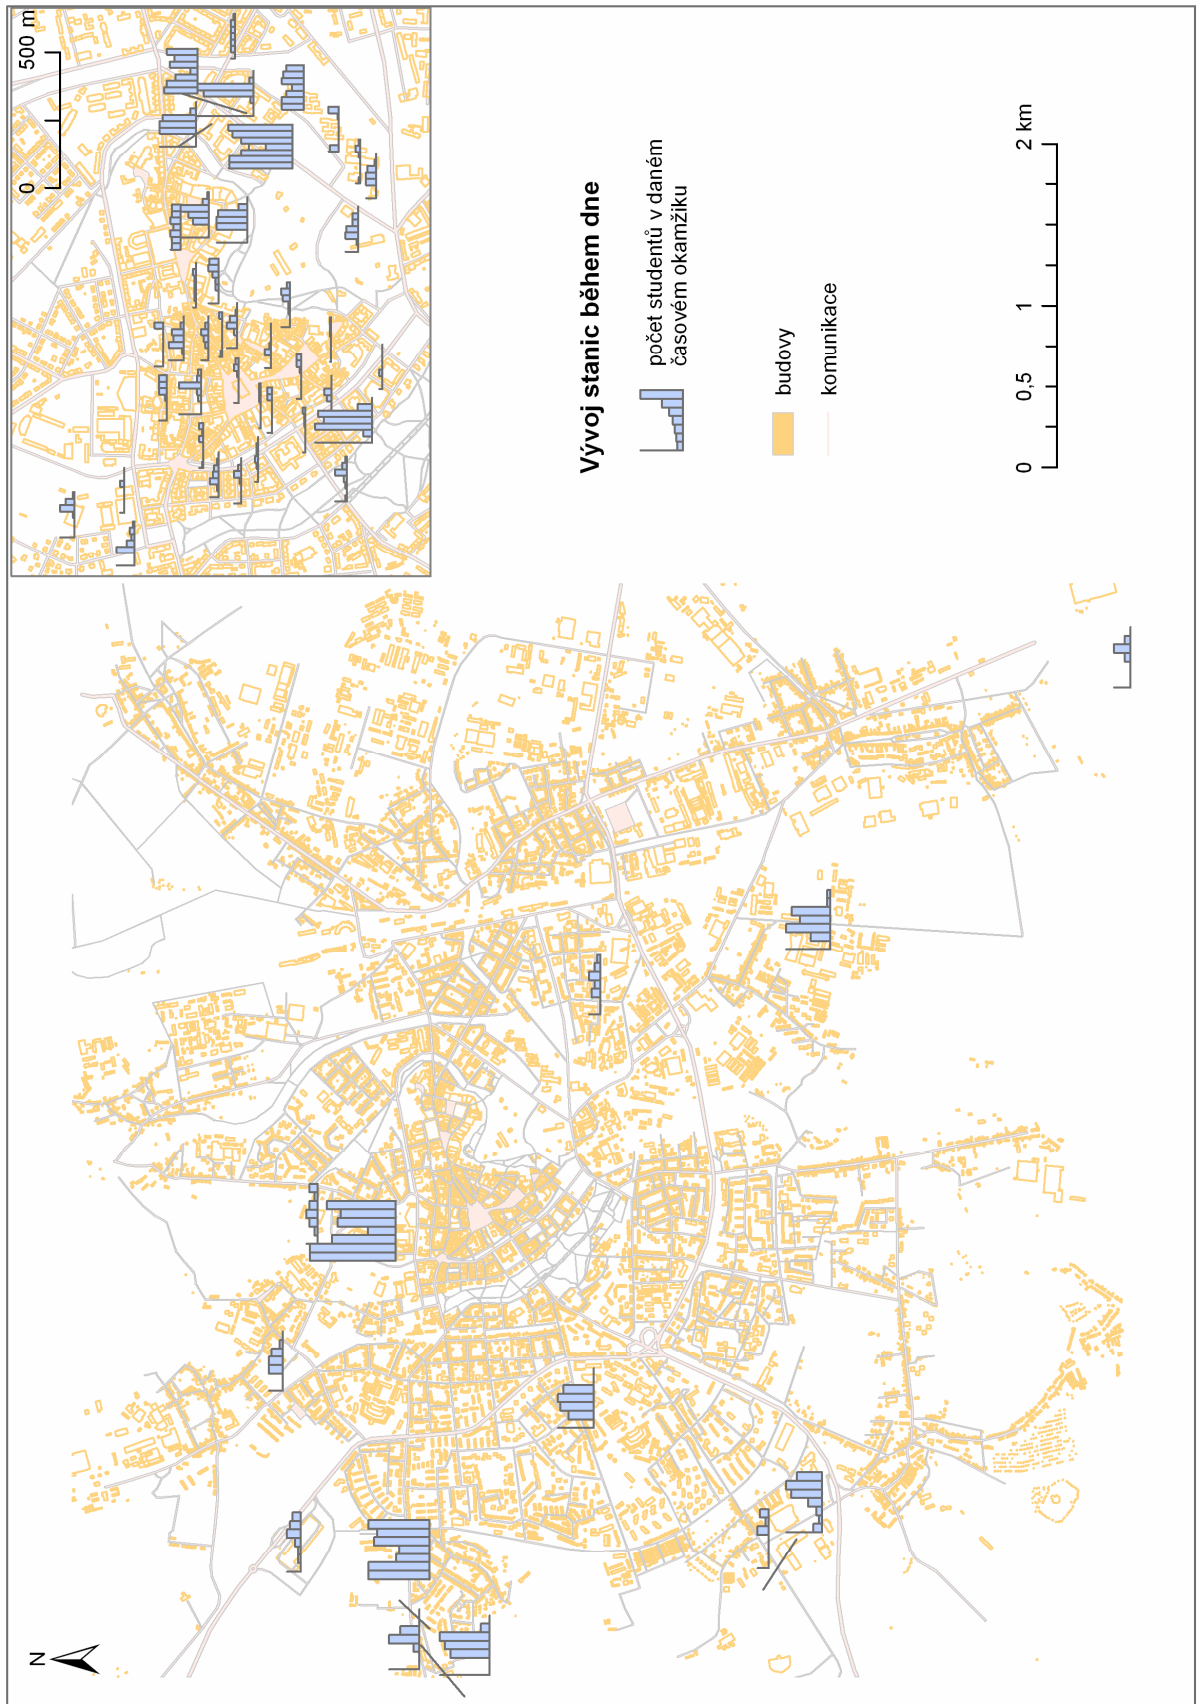 0
500 m
Vývoj stanic během dne
počet studentů v daném
časovém okamžiku
budovy
komunikace
0
0,5
1
2 km
N